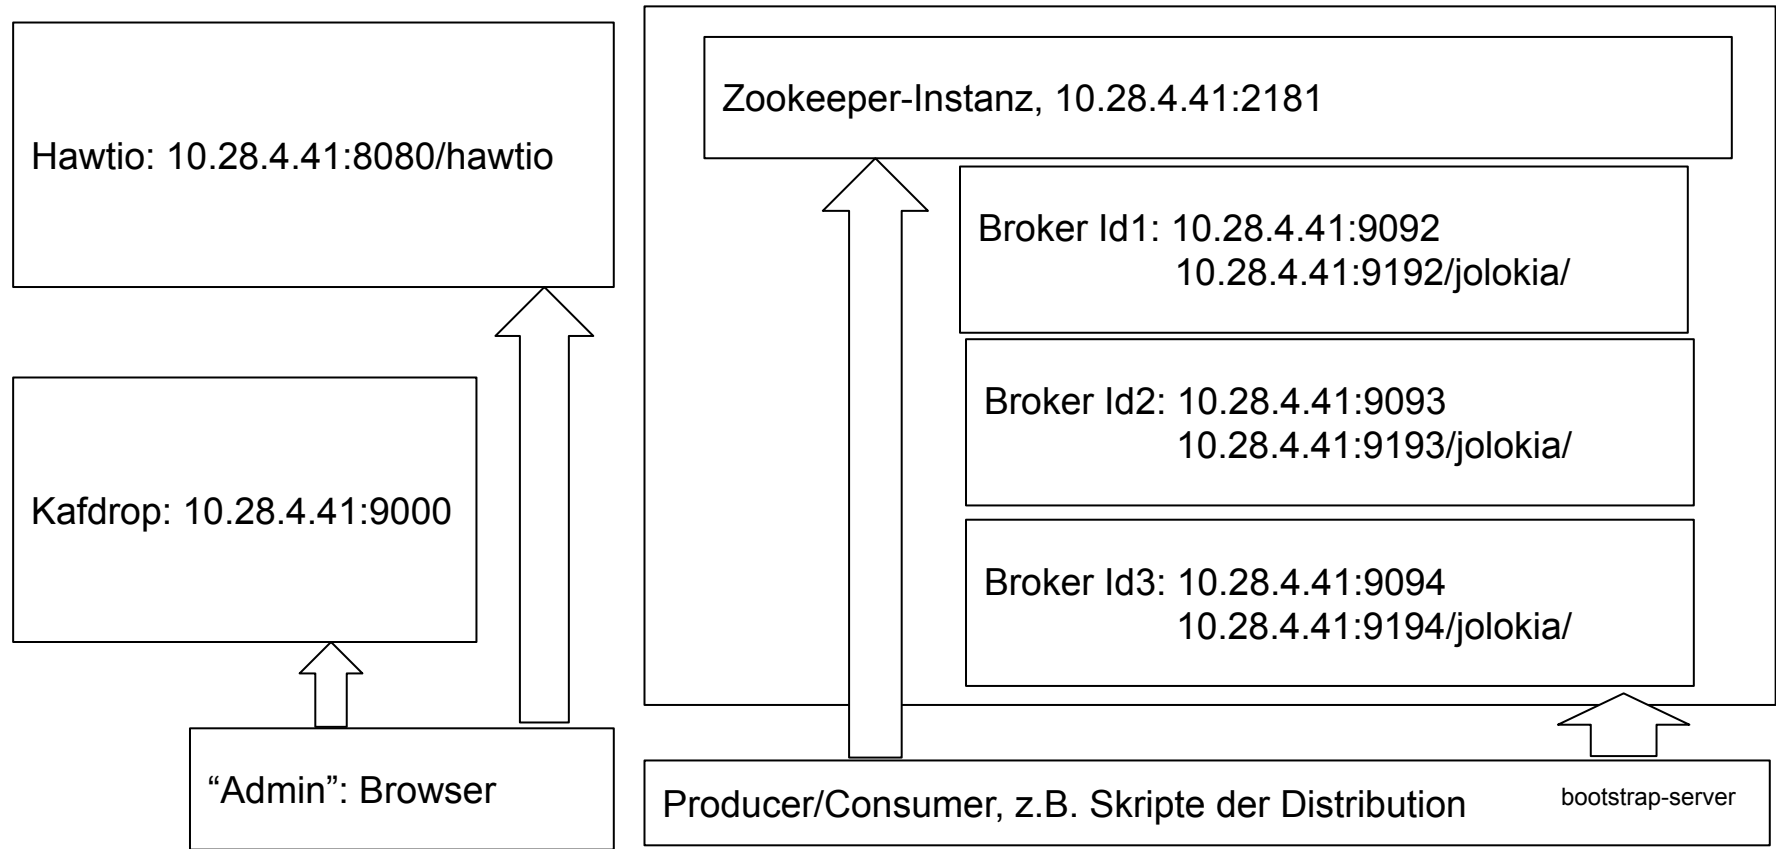 Hawtio: 10.28.4.41:8080/hawtio
Kafdrop: 10.28.4.41:9000
“Admin”: Browser
Zookeeper-Instanz, 10.28.4.41:2181
Broker Id1: 10.28.4.41:9092
10.28.4.41:9192/jolokia/
Broker Id2: 10.28.4.41:9093
10.28.4.41:9193/jolokia/
Broker Id3: 10.28.4.41:9094
10.28.4.41:9194/jolokia/
Producer/Consumer, z.B. Skripte der Distribution
bootstrap-server